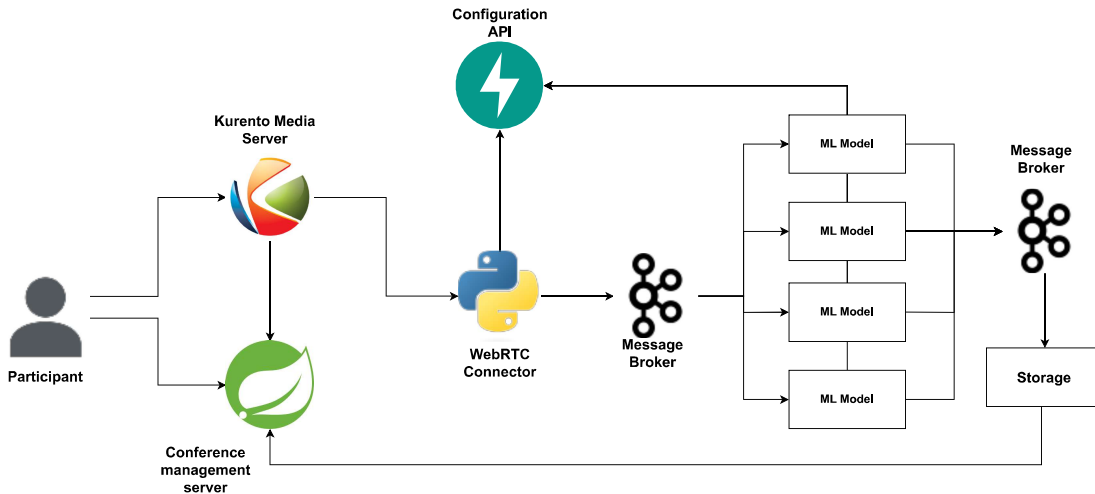 Configuration
API
Kurento Media
Server
ML Model
Message
Broker
ML Model
ML Model
ML Model
Participant
WebRTC
Connector
Message
Broker
Storage
Conference
management
server